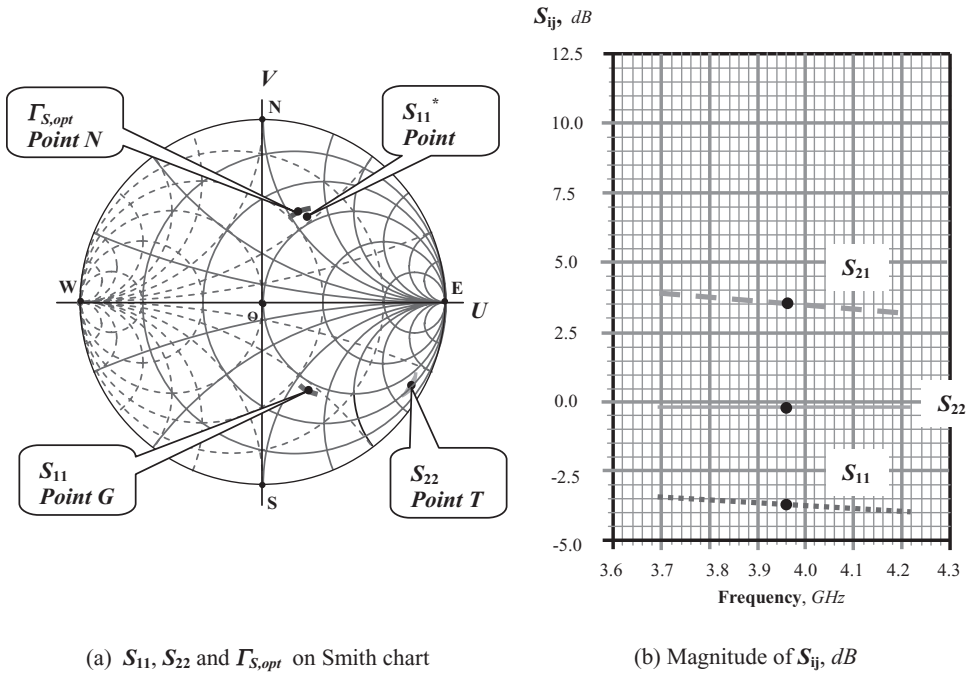 Γ_S,opt
Point N
S₁₁*
Point
V
N
W
E
U
S
S₁₁
Point G
S₂₂
Point T
(a) S₁₁, S₂₂ and Γ_S,opt on Smith chart
S_ij, dB
12.5
10.0
7.5
5.0
2.5
0.0
-2.5
-5.0
S₂₁
S₂₂
S₁₁
3.6 3.7 3.8 3.9 4.0 4.1 4.2 4.3
Frequency, GHz
(b) Magnitude of S_ij, dB